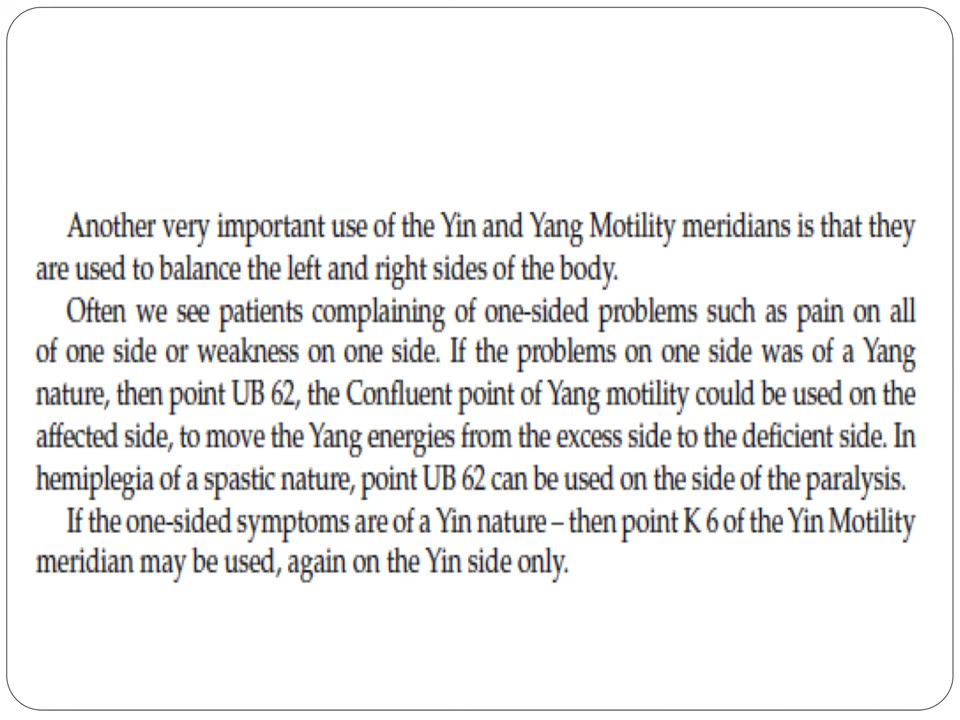 Another very important use of the Yin and Yang Motility meridians is that they
are used to balance the left and right sides of the body.
Often we see patients complaining of one-sided problems such as pain on all
of one side or weakness on one side. If the problems on one side was of a Yang
nature, then point UB 62, the Confluent point of Yang motility could be used on the
affected side, to move the Yang energies from the excess side to the deficient side. In
hemiplegia of a spastic nature, point UB 62 can be used on the side of the paralysis.
If the one-sided symptoms are of a Yin nature – then point K 6 of the Yin Motility
meridian may be used, again on the Yin side only.